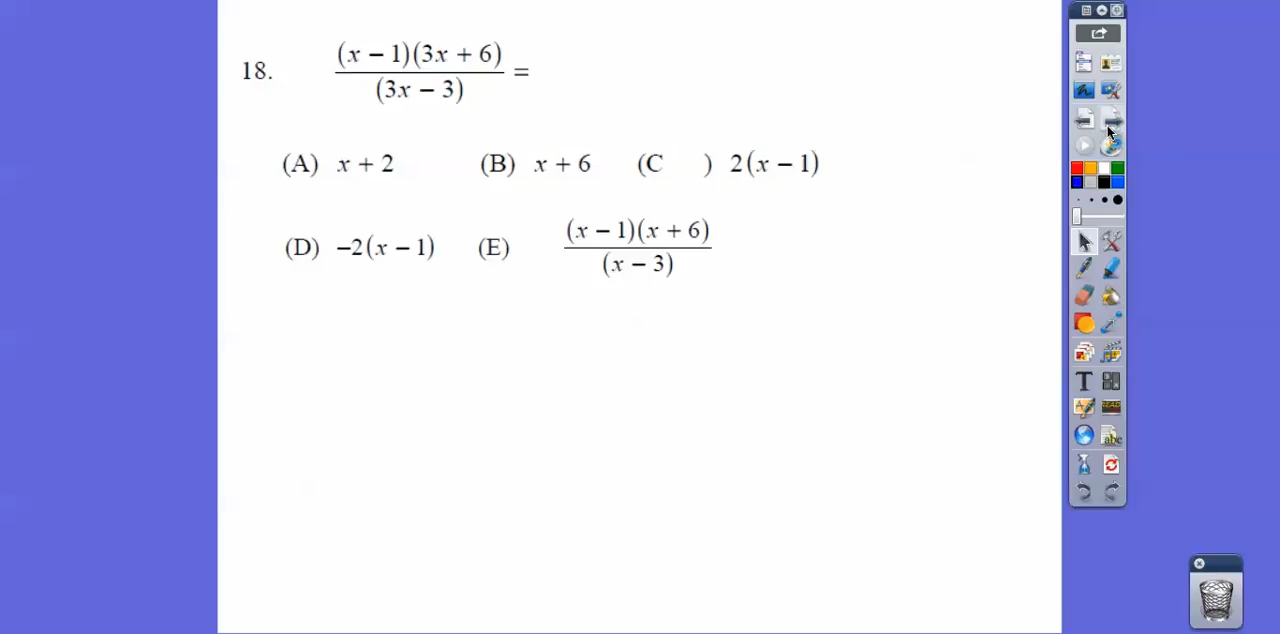 18. (x − 1)(3x + 6) / (3x − 3) =
(A) x + 2 (B) x + 6 (C ) 2(x − 1)
(D) −2(x − 1) (E) (x − 1)(x + 6) / (x − 3)